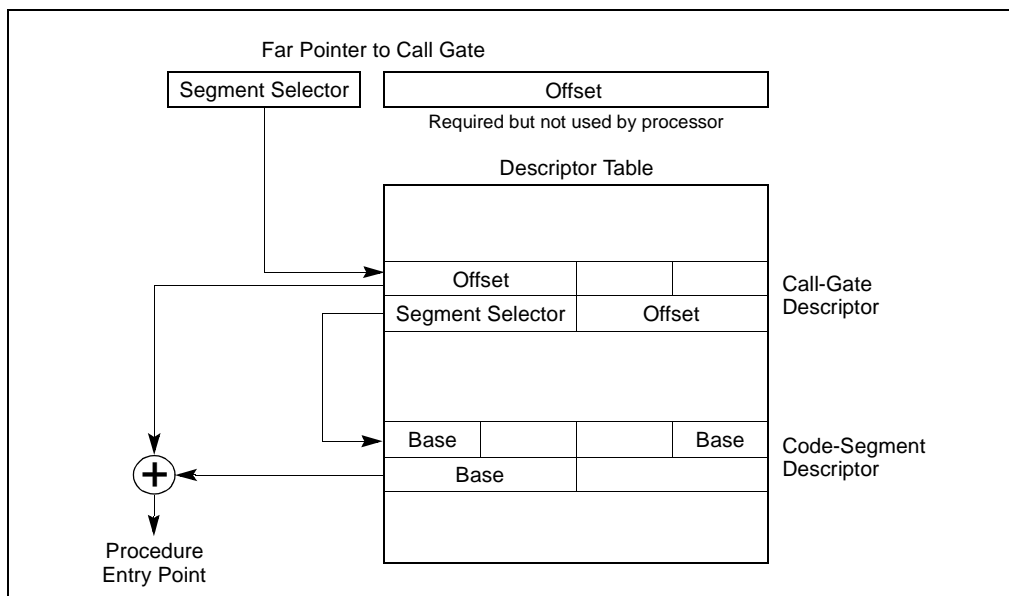 Far Pointer to Call Gate
Segment Selector
Offset
Required but not used by processor
Descriptor Table
Offset
Segment Selector
Offset
Call-Gate
Descriptor
Base
Base
Base
Code-Segment
Descriptor
Procedure
Entry Point